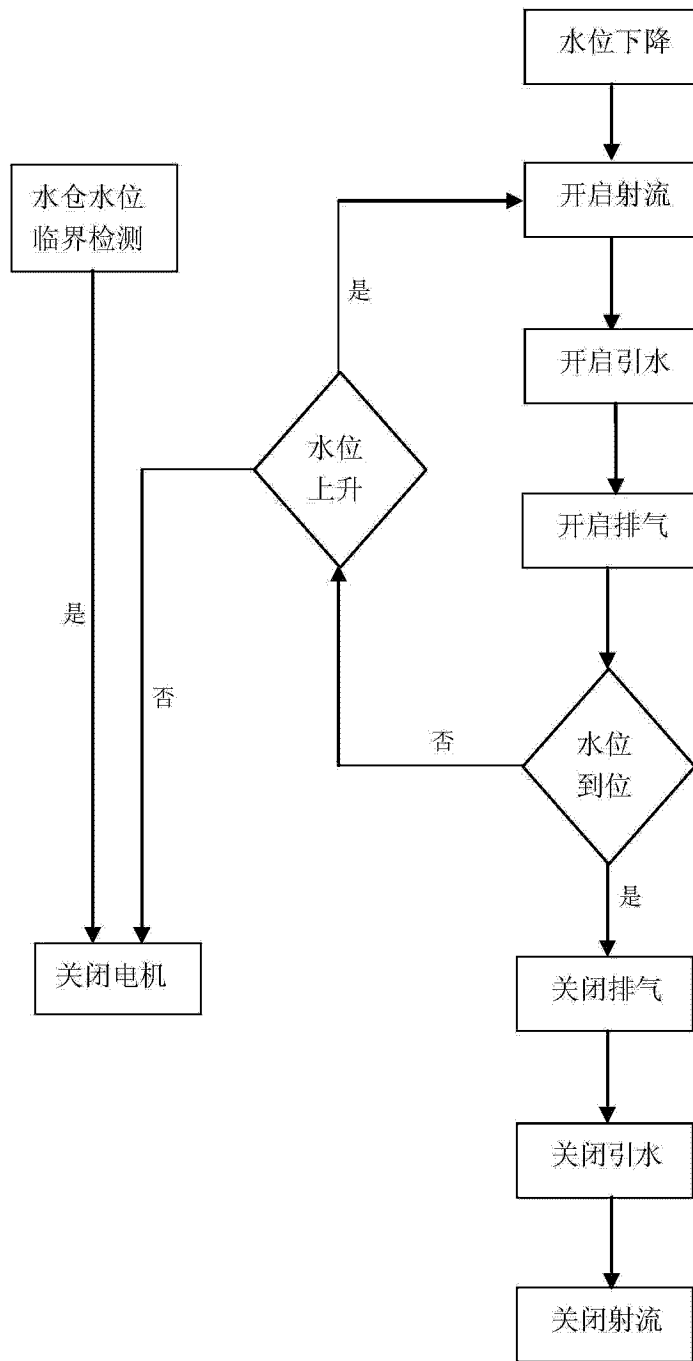 水位下降
水仓水位
临界检测
开启射流
是
开启引水
水位
上升
开启排气
是
否
否
水位
到位
是
关闭电机
关闭排气
关闭引水
关闭射流